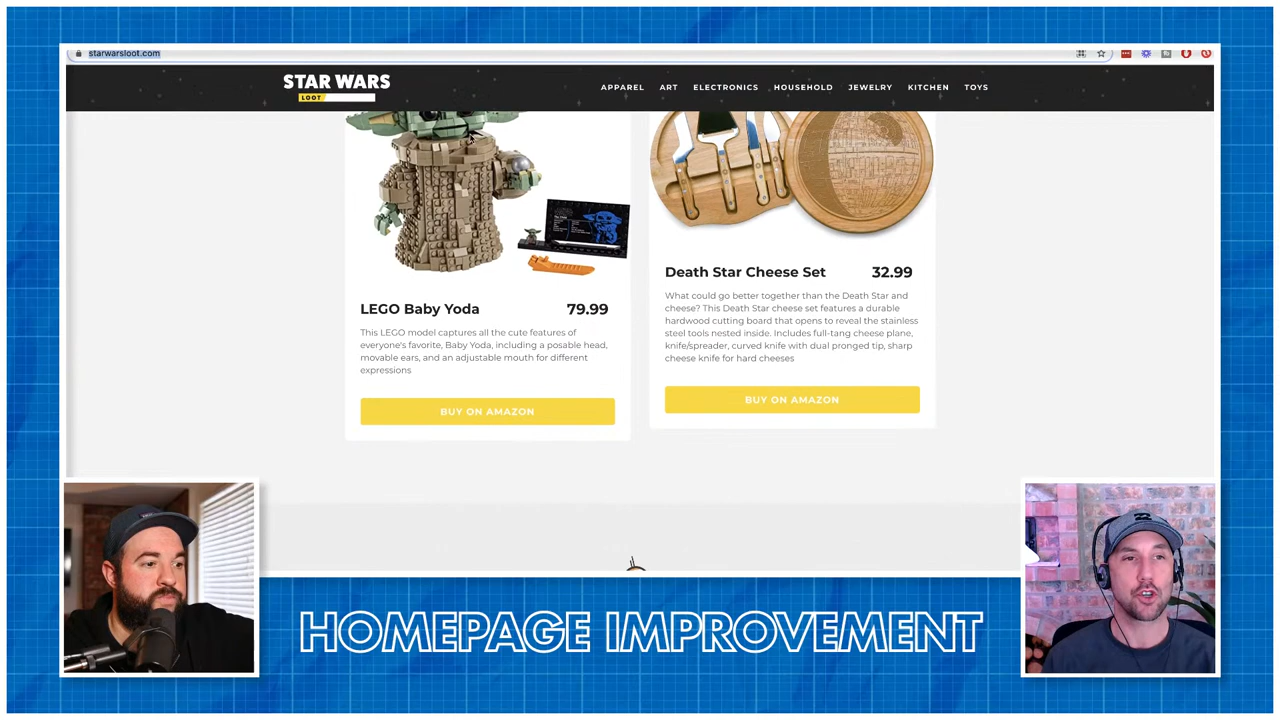 starwarsloot.com
STAR WARS
LOOT
APPAREL ART ELECTRONICS HOUSEHOLD JEWELRY KITCHEN TOYS
LEGO Baby Yoda 79.99
This LEGO model captures all the cute features of
everyone's favorite, Baby Yoda, including a posable head,
movable ears, and an adjustable mouth for different
expressions
BUY ON AMAZON
Death Star Cheese Set 32.99
What could go better together than the Death Star and
cheese? This Death Star cheese set features a durable
hardwood cutting board that opens to reveal the stainless
steel tools nested inside. Includes full-tang cheese plane,
knife/spreader, curved knife with dual pronged tip, sharp
cheese knife for hard cheeses
BUY ON AMAZON
HOMEPAGE IMPROVEMENT